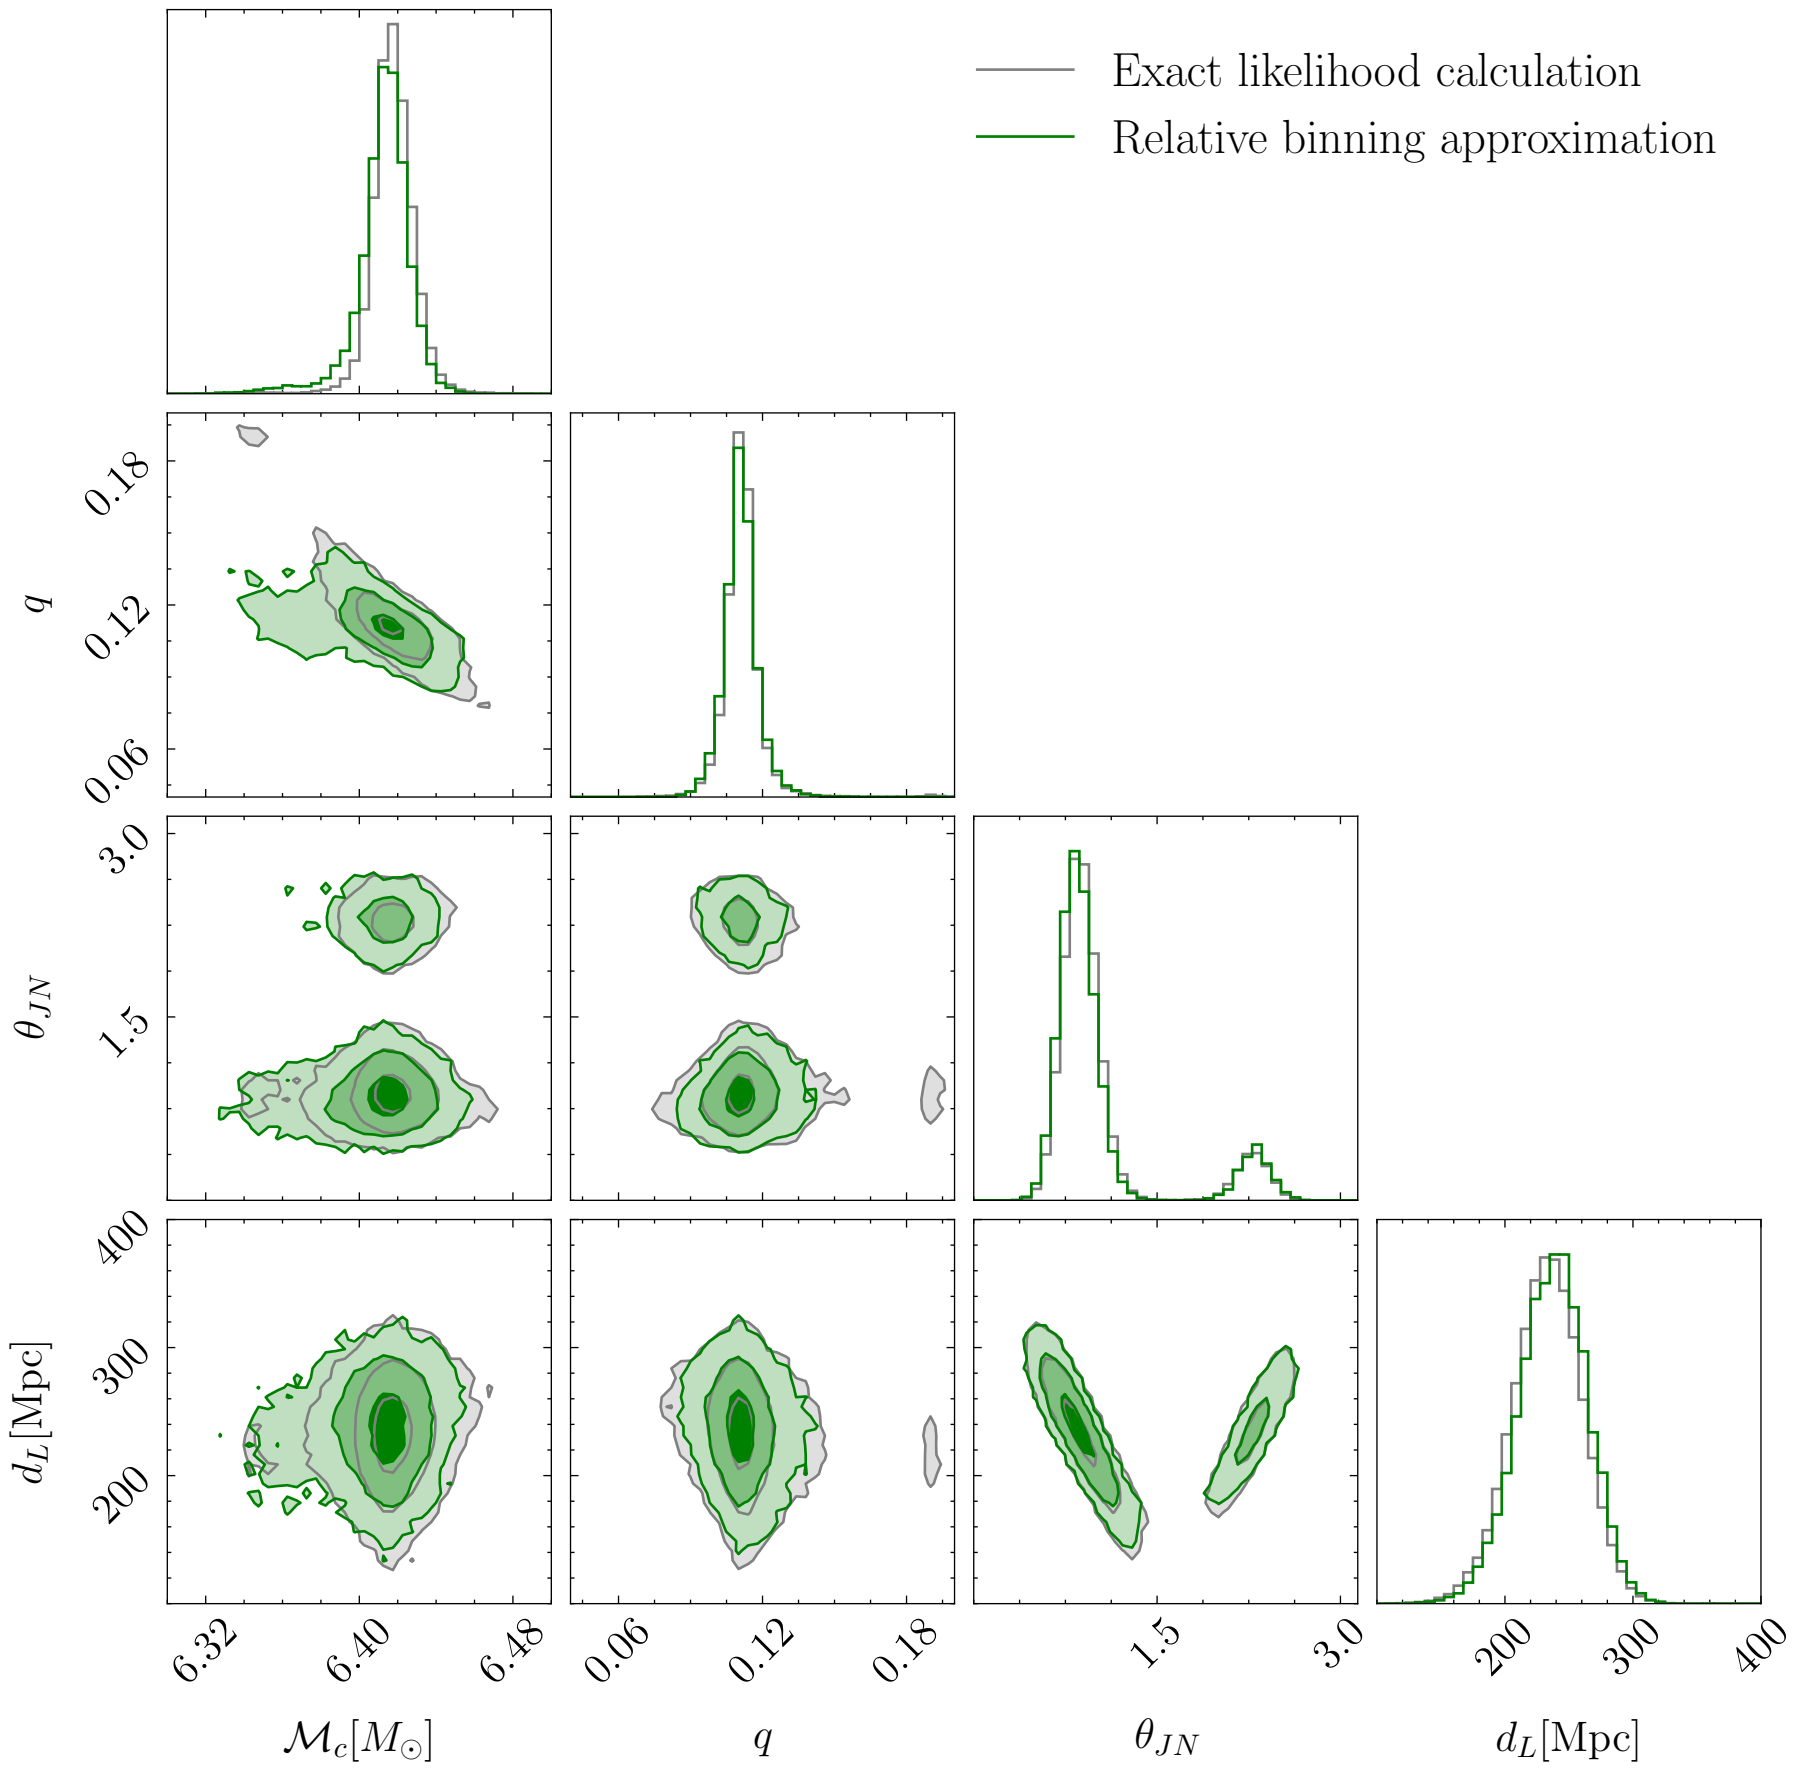 Exact likelihood calculation
Relative binning approximation
0.18
0.12
0.06
q
3.0
1.5
θ_JN
400
300
200
d_L[Mpc]
6.32 6.40 6.48 0.06 0.12 0.18 1.5 3.0 200 300 400
ℳ_c[M_⊙] q θ_JN d_L[Mpc]